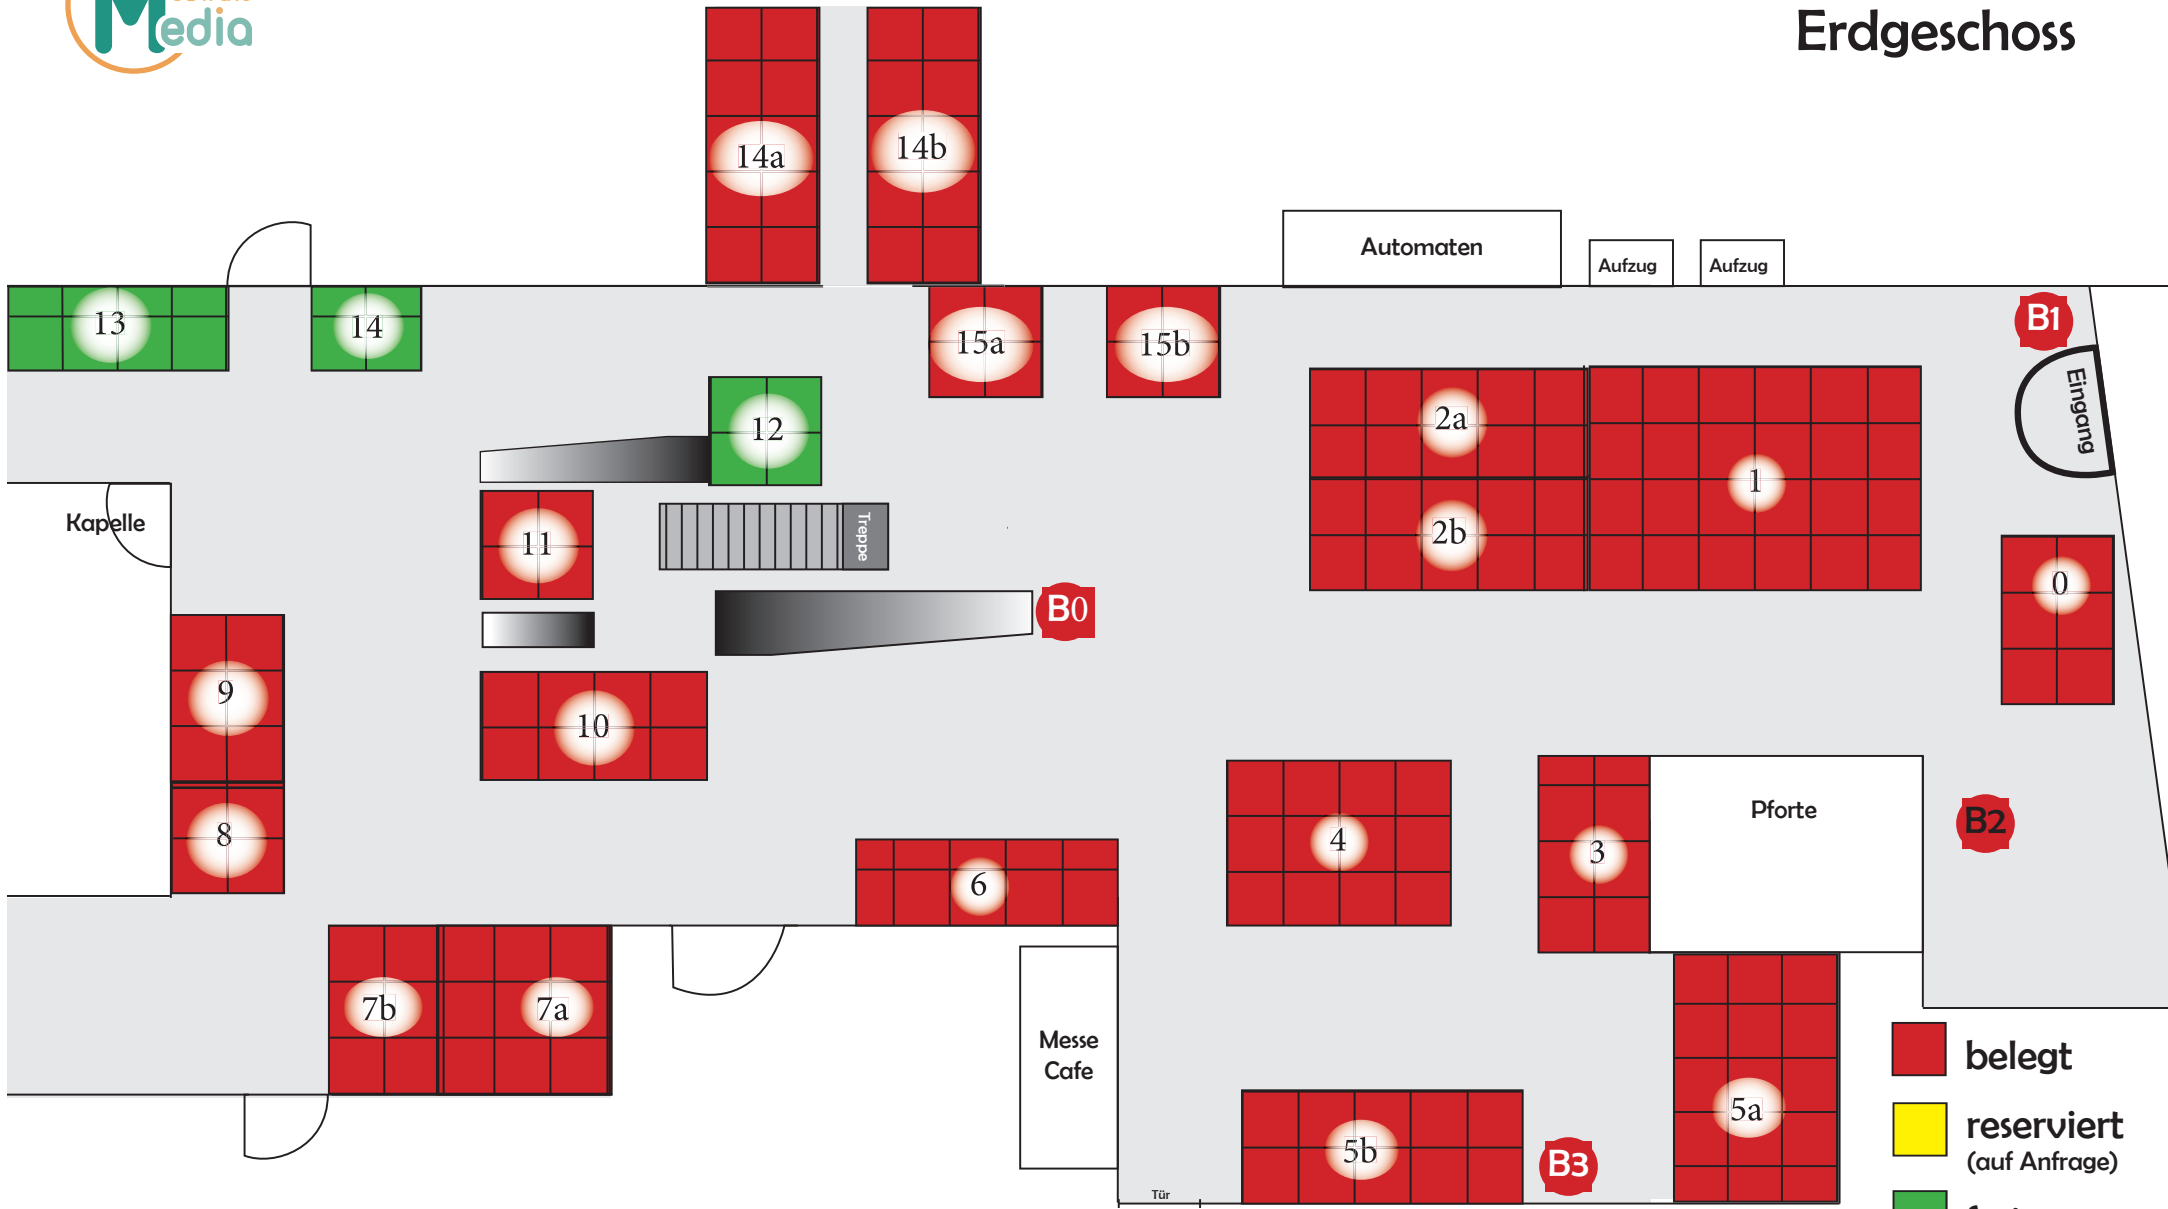 Media
Erdgeschoss
14a
14b
Automaten
Aufzug
Aufzug
13
14
15a
15b
B1
Eingang
12
2a
1
Kapelle
11
Treppe
2b
0
B0
9
10
8
4
3
Pforte
B2
6
7b
7a
Messe
Cafe
belegt
5a
reserviert
(auf Anfrage)
5b
B3
Tür